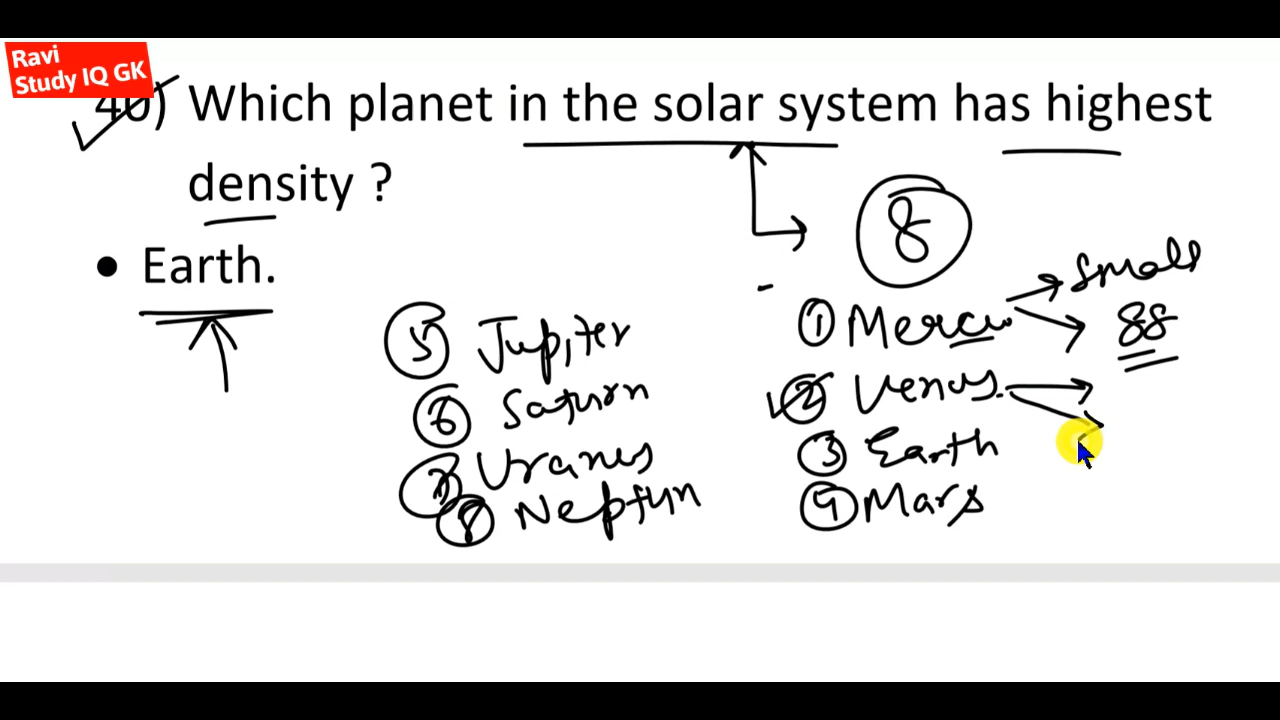 Ravi
Study IQ GK
40) Which planet in the solar system has highest
density ?
• Earth.
8
① Mercu
small
88
② Venus
③ Earth
④ Mars
⑤ Jupiter
⑥ Saturn
⑦ Uranus
⑧ Neptun